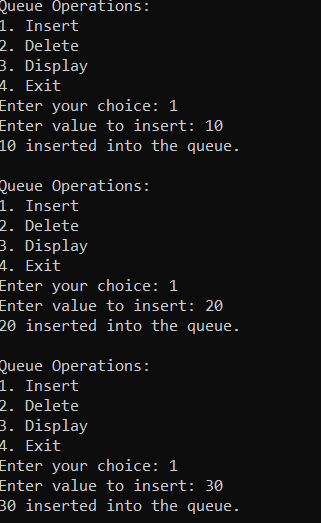 Queue Operations:
1. Insert
2. Delete
3. Display
4. Exit
Enter your choice: 1
Enter value to insert: 10
10 inserted into the queue.
Queue Operations:
1. Insert
2. Delete
3. Display
4. Exit
Enter your choice: 1
Enter value to insert: 20
20 inserted into the queue.
Queue Operations:
1. Insert
2. Delete
3. Display
4. Exit
Enter your choice: 1
Enter value to insert: 30
30 inserted into the queue.